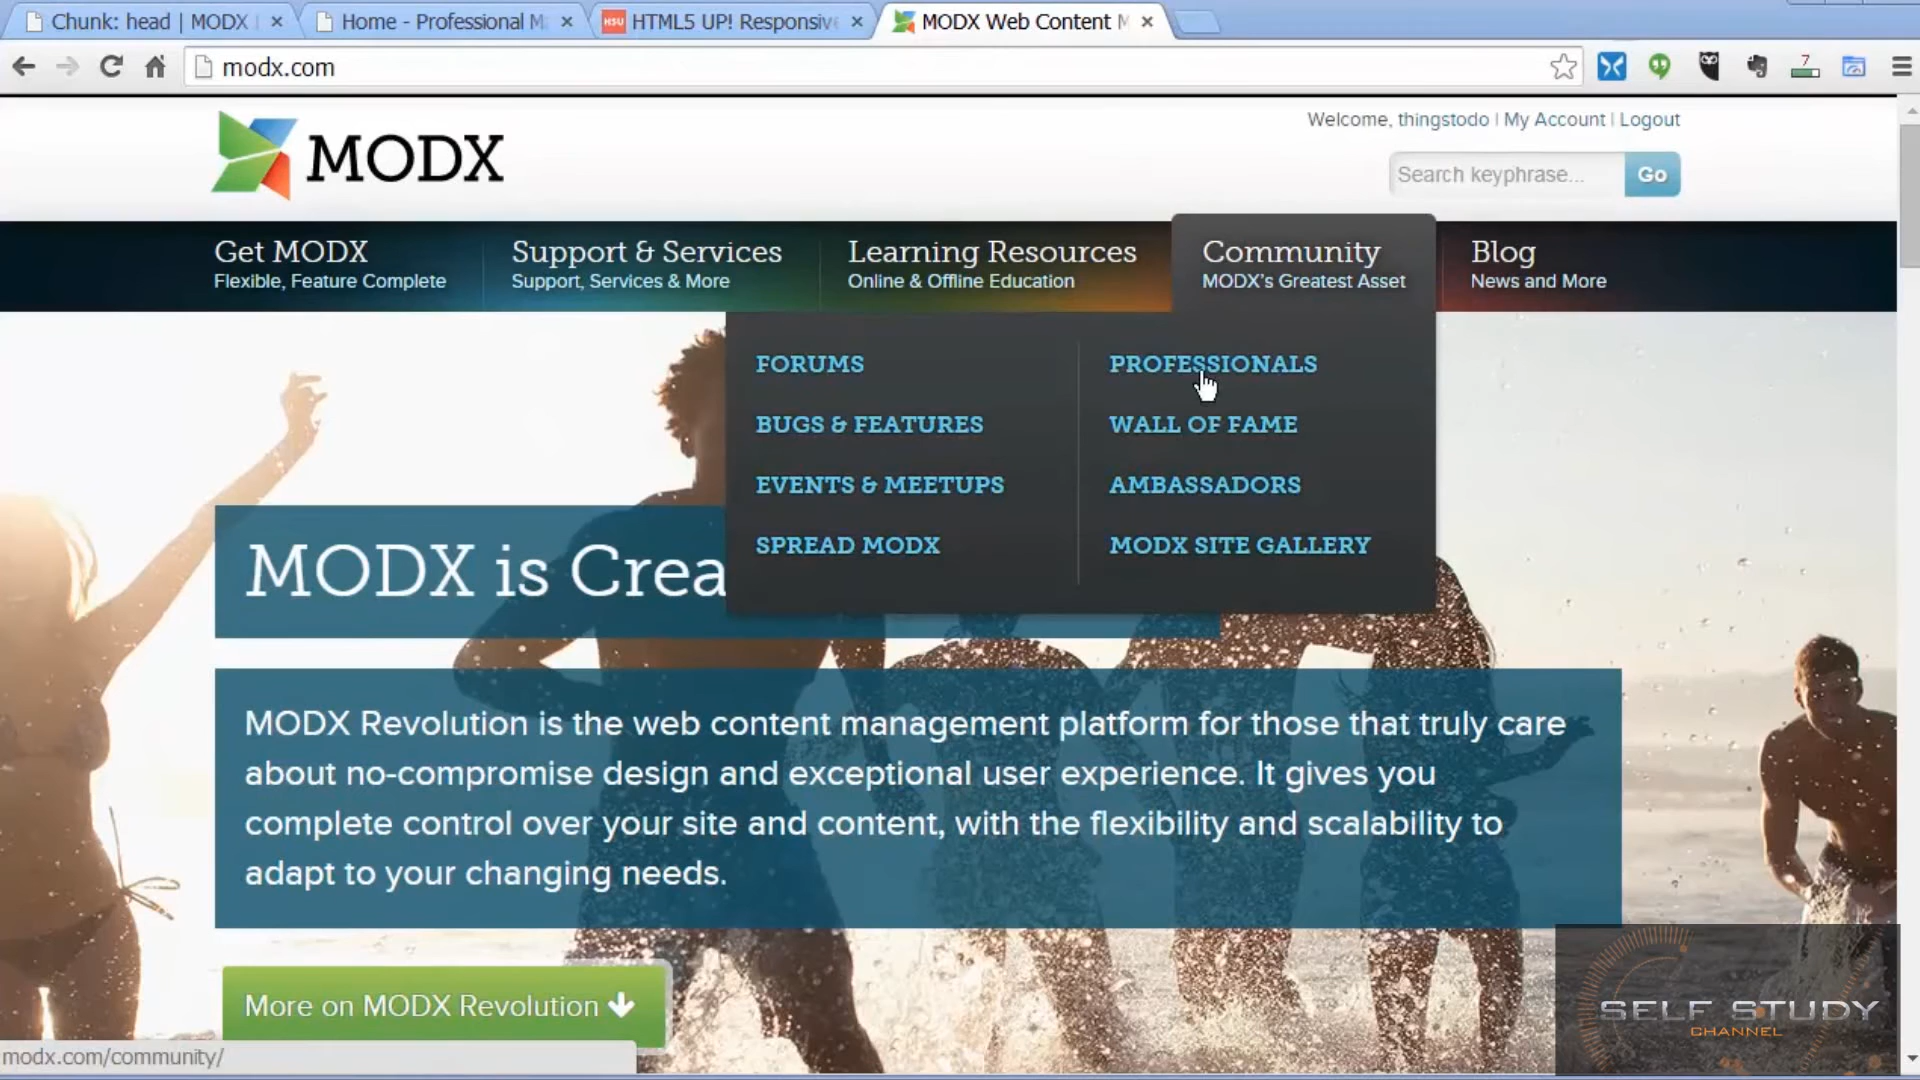 Chunk: head | MODX
Home - Professional M
HTML5 UP! Responsive
MODX Web Content M
modx.com
7
Welcome, thingstodo | My Account | Logout
MODX
Search keyphrase...
Go
Get MODX
Flexible, Feature Complete
Support & Services
Support, Services & More
Learning Resources
Online & Offline Education
Community
MODX's Greatest Asset
Blog
News and More
FORUMS
PROFESSIONALS
BUGS & FEATURES
WALL OF FAME
EVENTS & MEETUPS
AMBASSADORS
SPREAD MODX
MODX SITE GALLERY
MODX is Crea
MODX Revolution is the web content management platform for those that truly care
about no-compromise design and exceptional user experience. It gives you
complete control over your site and content, with the flexibility and scalability to
adapt to your changing needs.
More on MODX Revolution
SELF STUDY
CHANNEL
modx.com/community/